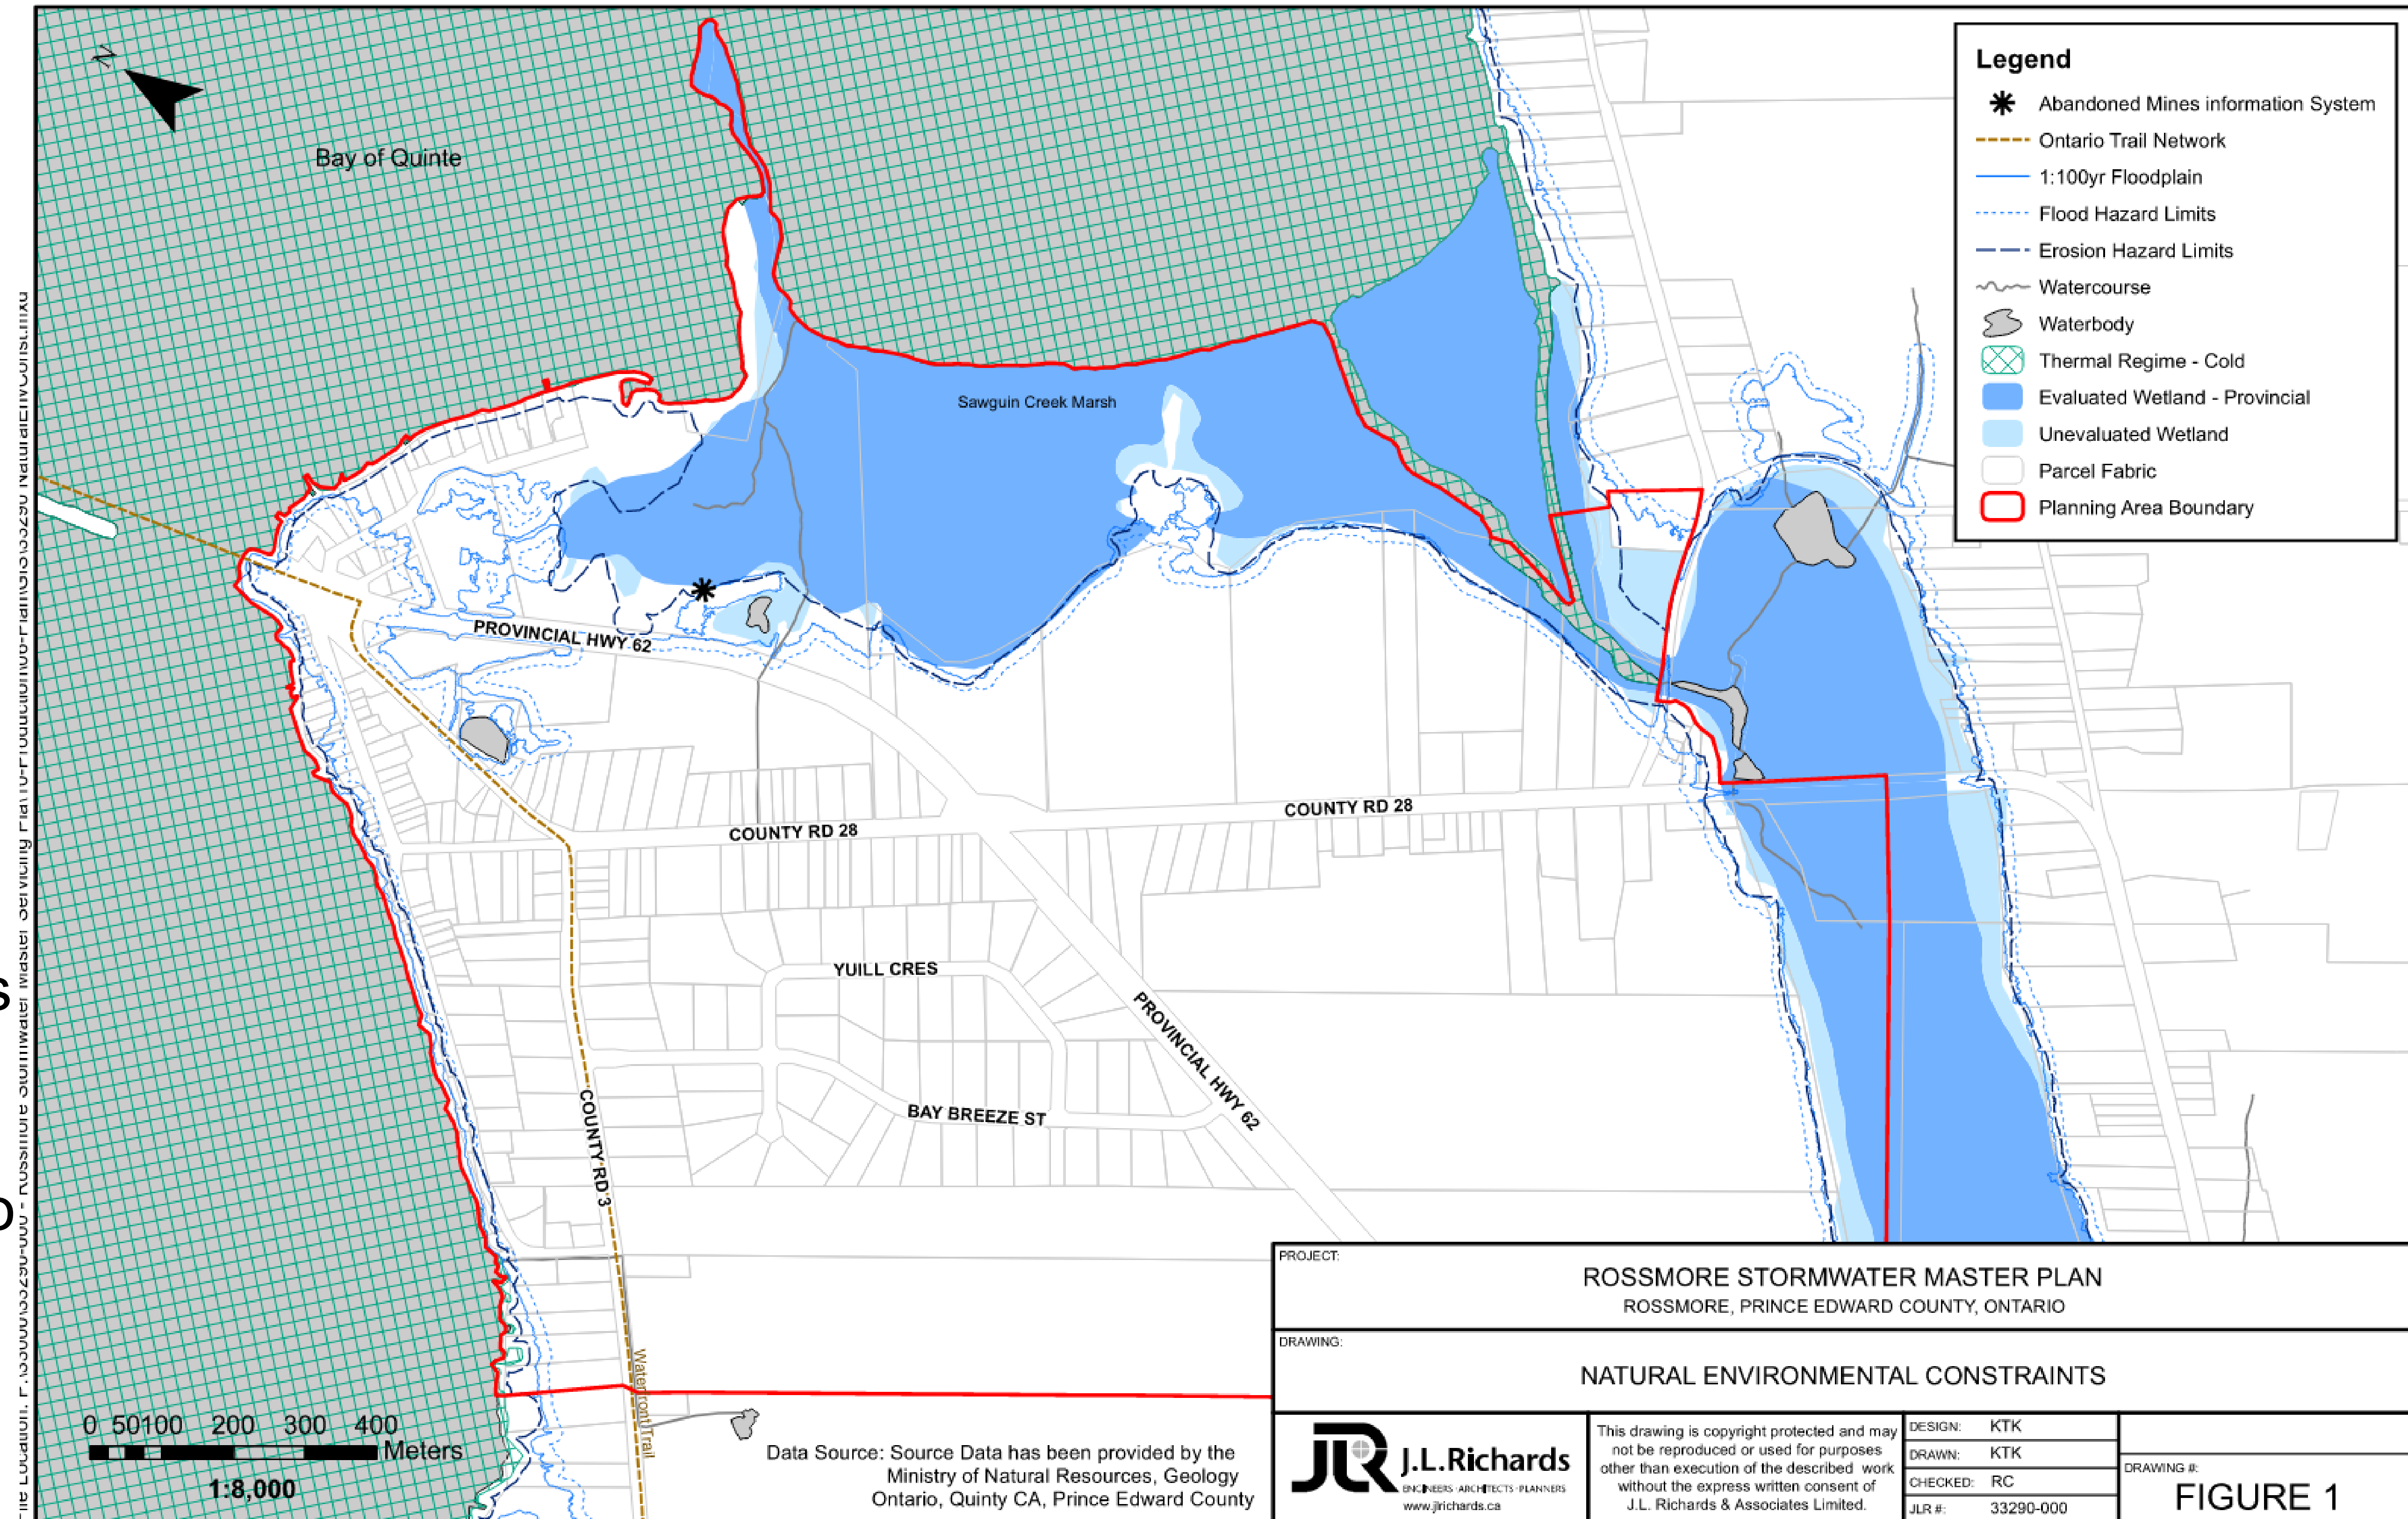 N
Bay of Quinte
Sawguin Creek Marsh
PROVINCIAL HWY 62
COUNTY RD 28
COUNTY RD 28
YUILL CRES
PROVINCIAL HWY 62
BAY BREEZE ST
COUNTY RD 3
Waterfront Trail
Legend
Abandoned Mines information System
Ontario Trail Network
1:100yr Floodplain
Flood Hazard Limits
Erosion Hazard Limits
Watercourse
Waterbody
Thermal Regime - Cold
Evaluated Wetland - Provincial
Unevaluated Wetland
Parcel Fabric
Planning Area Boundary
0 50100 200 300 400
Meters
1:8,000
Data Source: Source Data has been provided by the
Ministry of Natural Resources, Geology
Ontario, Quinty CA, Prince Edward County
PROJECT:
ROSSMORE STORMWATER MASTER PLAN
ROSSMORE, PRINCE EDWARD COUNTY, ONTARIO
DRAWING:
NATURAL ENVIRONMENTAL CONSTRAINTS
JLR J.L.Richards
ENGINEERS · ARCHITECTS · PLANNERS
www.jlrichards.ca
This drawing is copyright protected and may
not be reproduced or used for purposes
other than execution of the described work
without the express written consent of
J.L. Richards & Associates Limited.
DESIGN: KTK
DRAWN: KTK
CHECKED: RC
JLR #: 33290-000
DRAWING #:
FIGURE 1